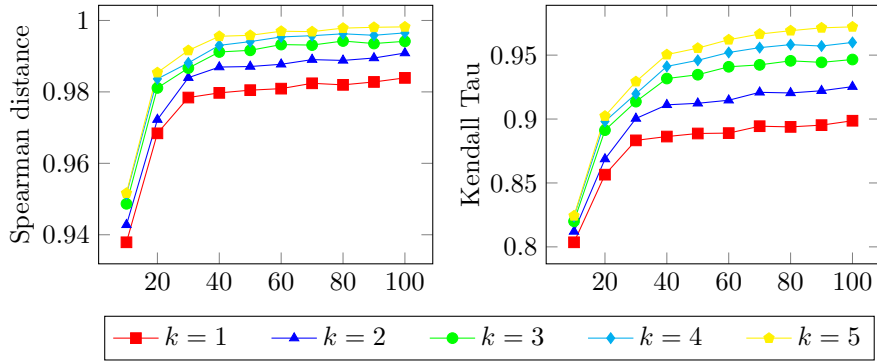 Spearman distance
1
0.98
0.96
0.94
20 40 60 80 100
Kendall Tau
0.95
0.9
0.85
0.8
20 40 60 80 100
k = 1 k = 2 k = 3 k = 4 k = 5